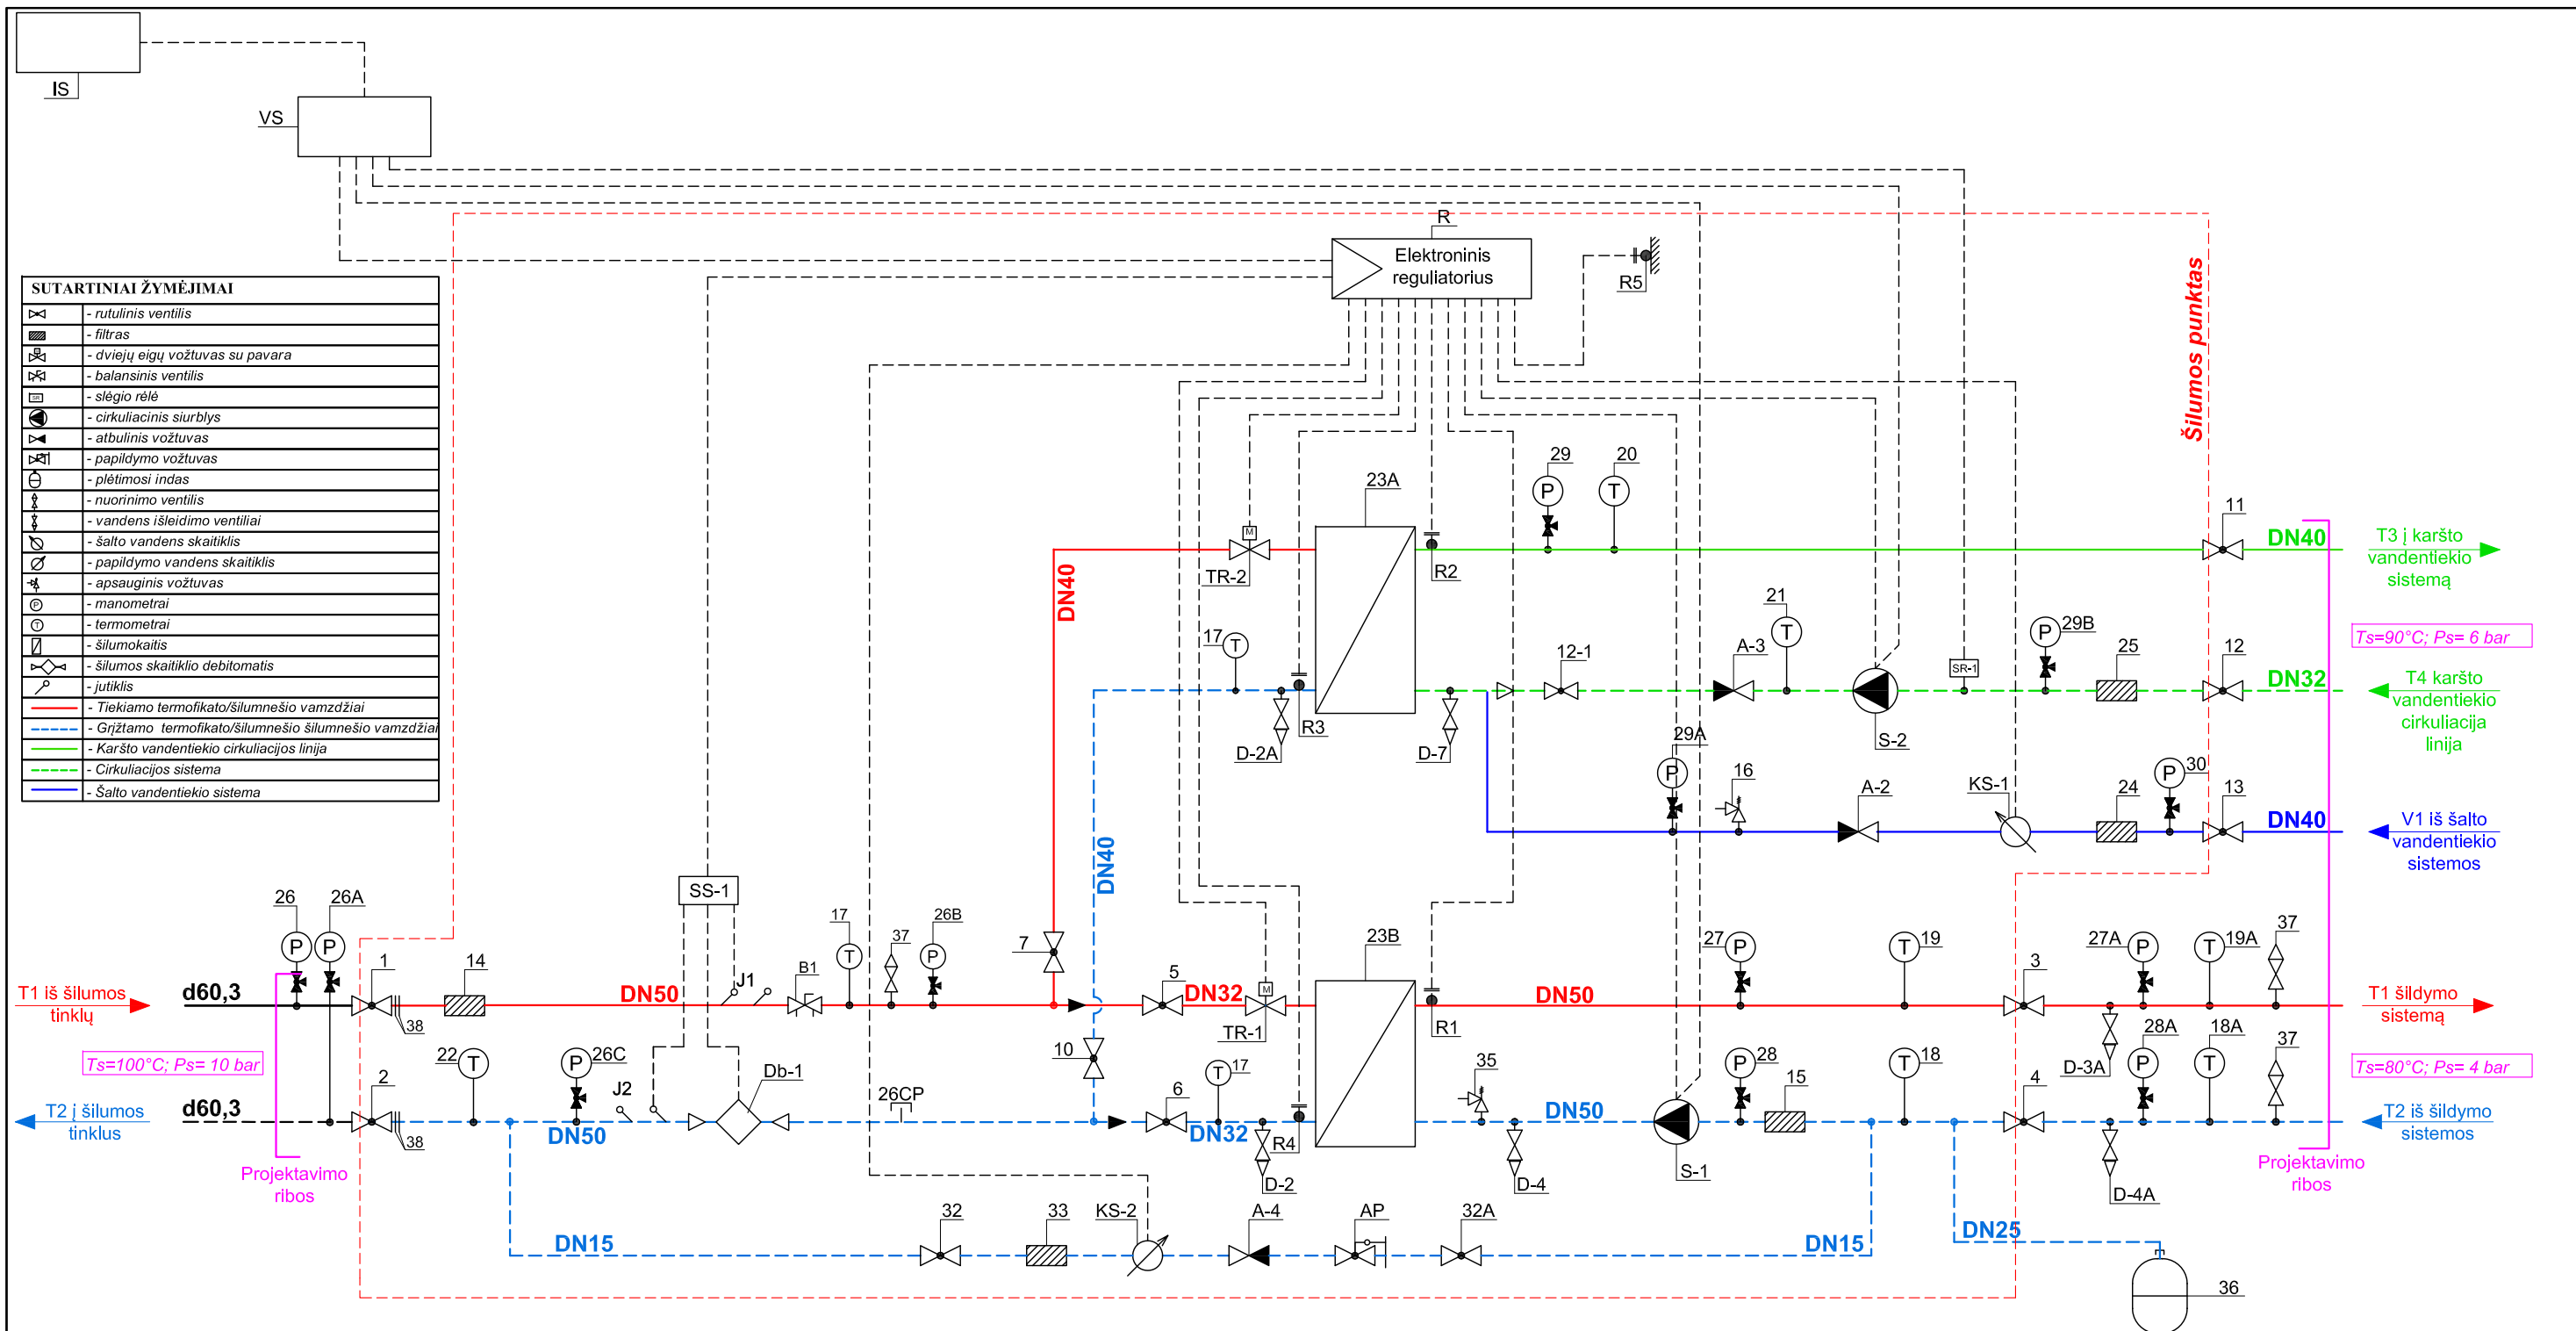 IS
VS
R
Elektroninis
reguliatorius
R5
Šilumos punktas
SUTARTINIAI ŽYMĖJIMAI
- rutulinis ventilis
- filtras
- dviejų eigų vožtuvas su pavara
- balansinis ventilis
SR
- slėgio rėlė
- cirkuliacinis siurblys
- atbulinis vožtuvas
- papildymo vožtuvas
- plėtimosi indas
- nuorinimo ventilis
- vandens išleidimo ventiliai
- šalto vandens skaitiklis
- papildymo vandens skaitiklis
- apsauginis vožtuvas
P
- manometrai
T
- termometrai
- šilumokaitis
- šilumos skaitiklio debitomatis
- jutiklis
- Tiekiamo termofikato/šilumnešio vamzdžiai
- Grįžtamo termofikato/šilumnešio šilumnešio vamzdžiai
- Karšto vandentiekio cirkuliacijos linija
- Cirkuliacijos sistema
- Šalto vandentiekio sistema
23A
29
20
P
T
11
M
TR-2
R2
DN40
DN40
T3 į karšto
vandentiekio
sistemą
Ts=90°C; Ps= 6 bar
17
T
12-1
A-3
21
T
SR-1
P
29B
25
12
DN32
T4 karšto
vandentiekio
cirkuliacija
linija
D-2A
R3
D-7
S-2
29A
P
16
A-2
KS-1
24
P
30
13
DN40
V1 iš šalto
vandentiekio
sistemos
DN40
SS-1
26
26A
P
P
1
14
DN50
J1
B1
17
T
37
26B
P
7
5
DN32
M
TR-1
23B
R1
DN50
27
P
T
19
3
27A
P
19A
T
37
T1 iš šilumos
tinklų
d60,3
38
T1 šildymo
sistemą
Ts=100°C; Ps= 10 bar
22
T
P
26C
J2
Db-1
26CP
10
6
T
17
35
P
28
T
18
4
D-3A
28A
P
18A
T
37
Ts=80°C; Ps= 4 bar
2
d60,3
T2 į šilumos
tinklus
38
DN50
DN32
R4
D-2
D-4
DN50
S-1
15
D-4A
T2 iš šildymo
sistemos
Projektavimo
ribos
Projektavimo
ribos
DN15
32
33
KS-2
A-4
AP
32A
DN15
DN25
36